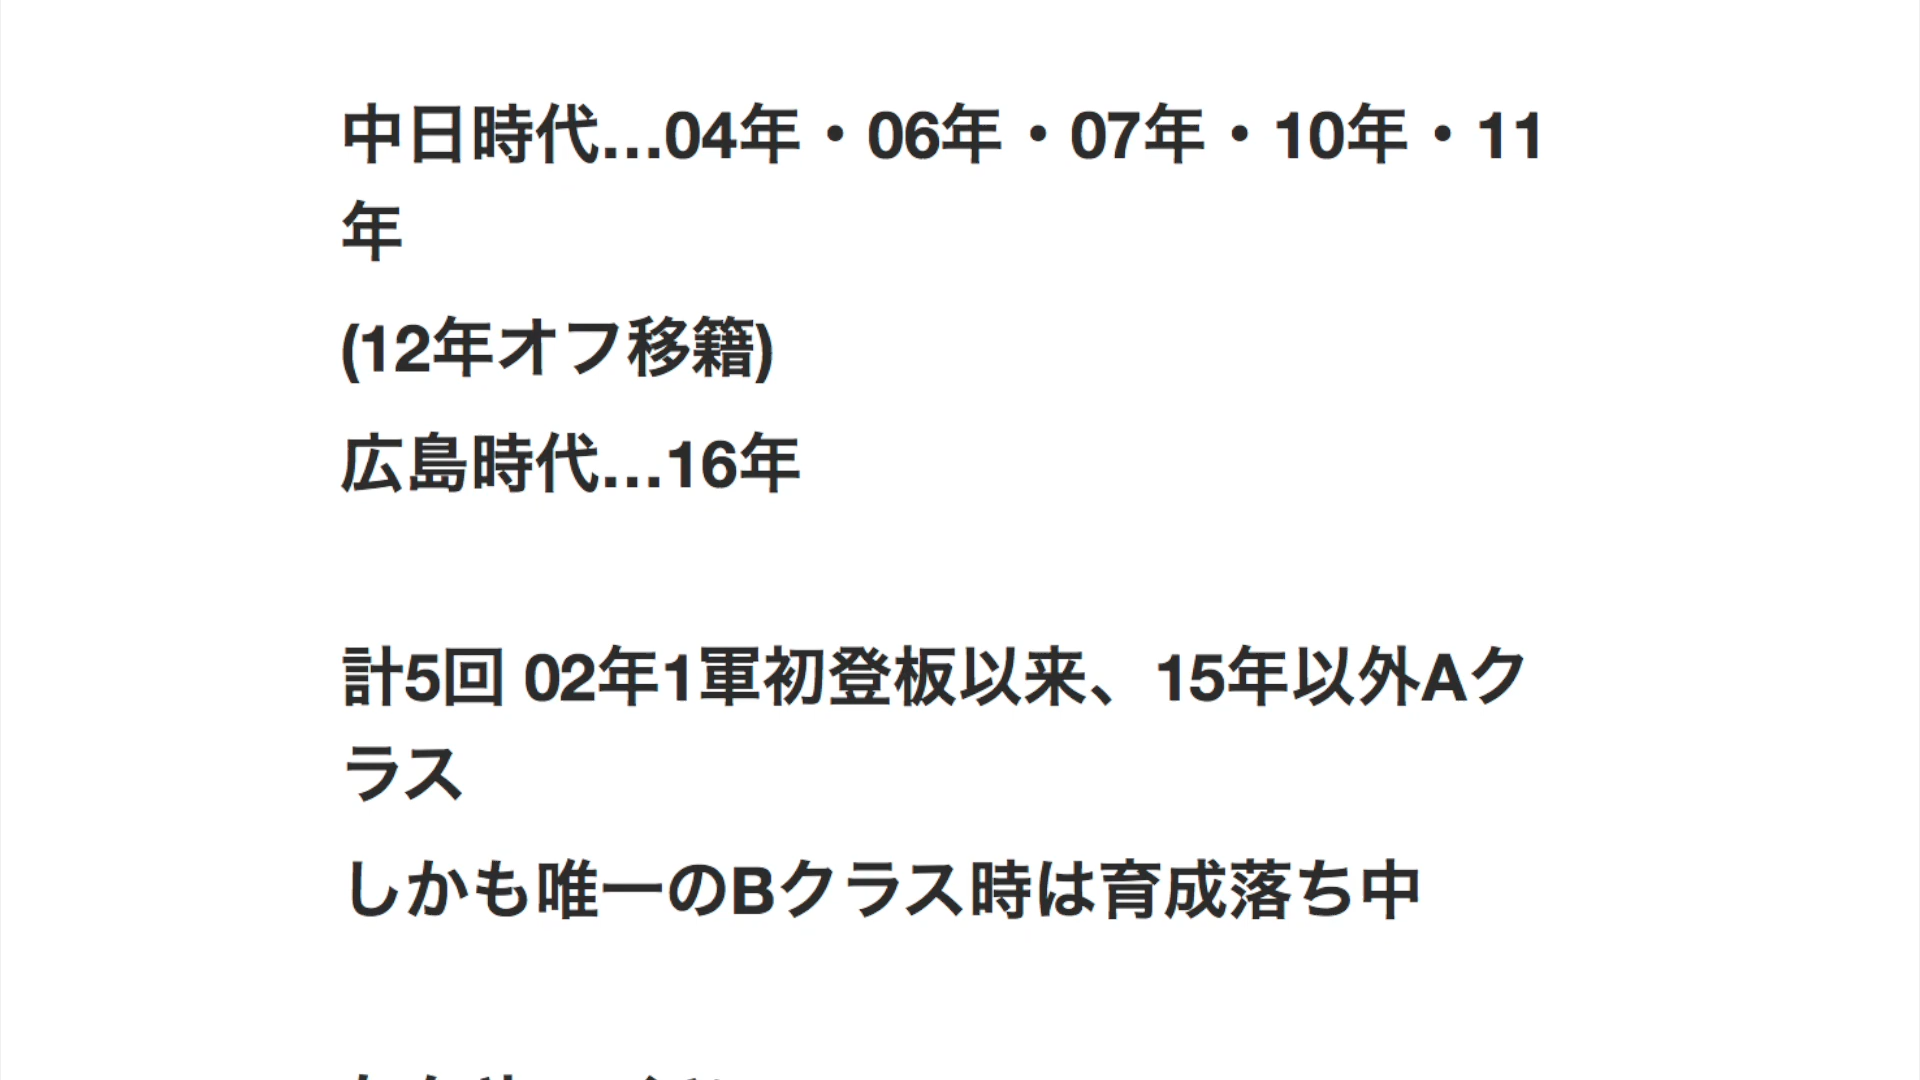 中日時代…04年・06年・07年・10年・11
年
(12年オフ移籍)
広島時代…16年
計5回 02年1軍初登板以来、15年以外Aク
ラス
しかも唯一のBクラス時は育成落ち中